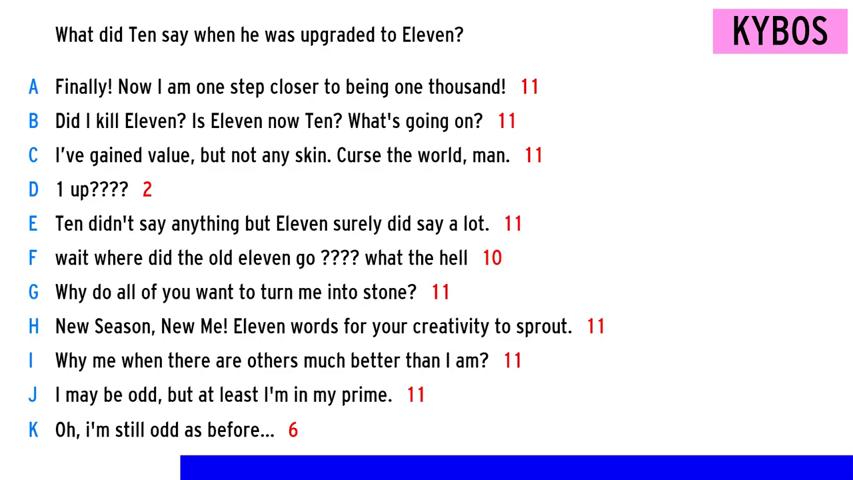 What did Ten say when he was upgraded to Eleven?
KYBOS
A Finally! Now I am one step closer to being one thousand! 11
B Did I kill Eleven? Is Eleven now Ten? What's going on? 11
C I've gained value, but not any skin. Curse the world, man. 11
D 1 up???? 2
E Ten didn't say anything but Eleven surely did say a lot. 11
F wait where did the old eleven go ???? what the hell 10
G Why do all of you want to turn me into stone? 11
H New Season, New Me! Eleven words for your creativity to sprout. 11
I Why me when there are others much better than I am? 11
J I may be odd, but at least I'm in my prime. 11
K Oh, i'm still odd as before... 6